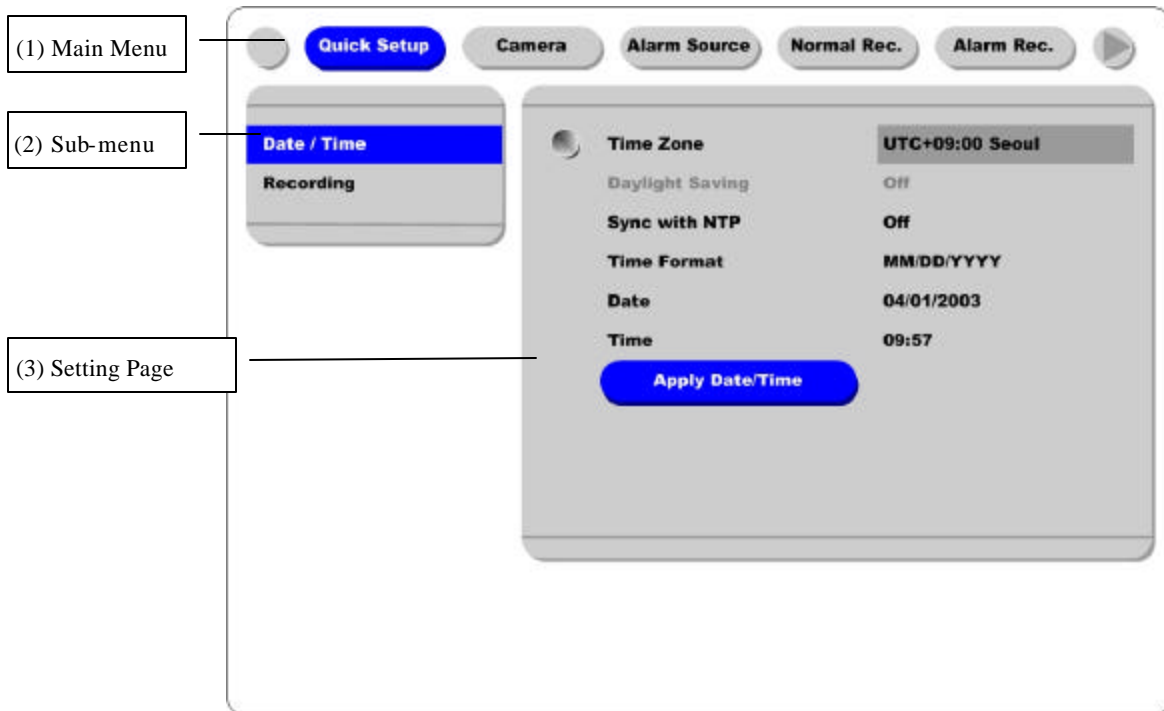 (1) Main Menu
Quick Setup Camera Alarm Source Normal Rec. Alarm Rec.
(2) Sub-menu
Date / Time
Recording
Time Zone UTC+09:00 Seoul
Daylight Saving Off
Sync with NTP Off
Time Format MM/DD/YYYY
Date 04/01/2003
Time 09:57
(3) Setting Page
Apply Date/Time